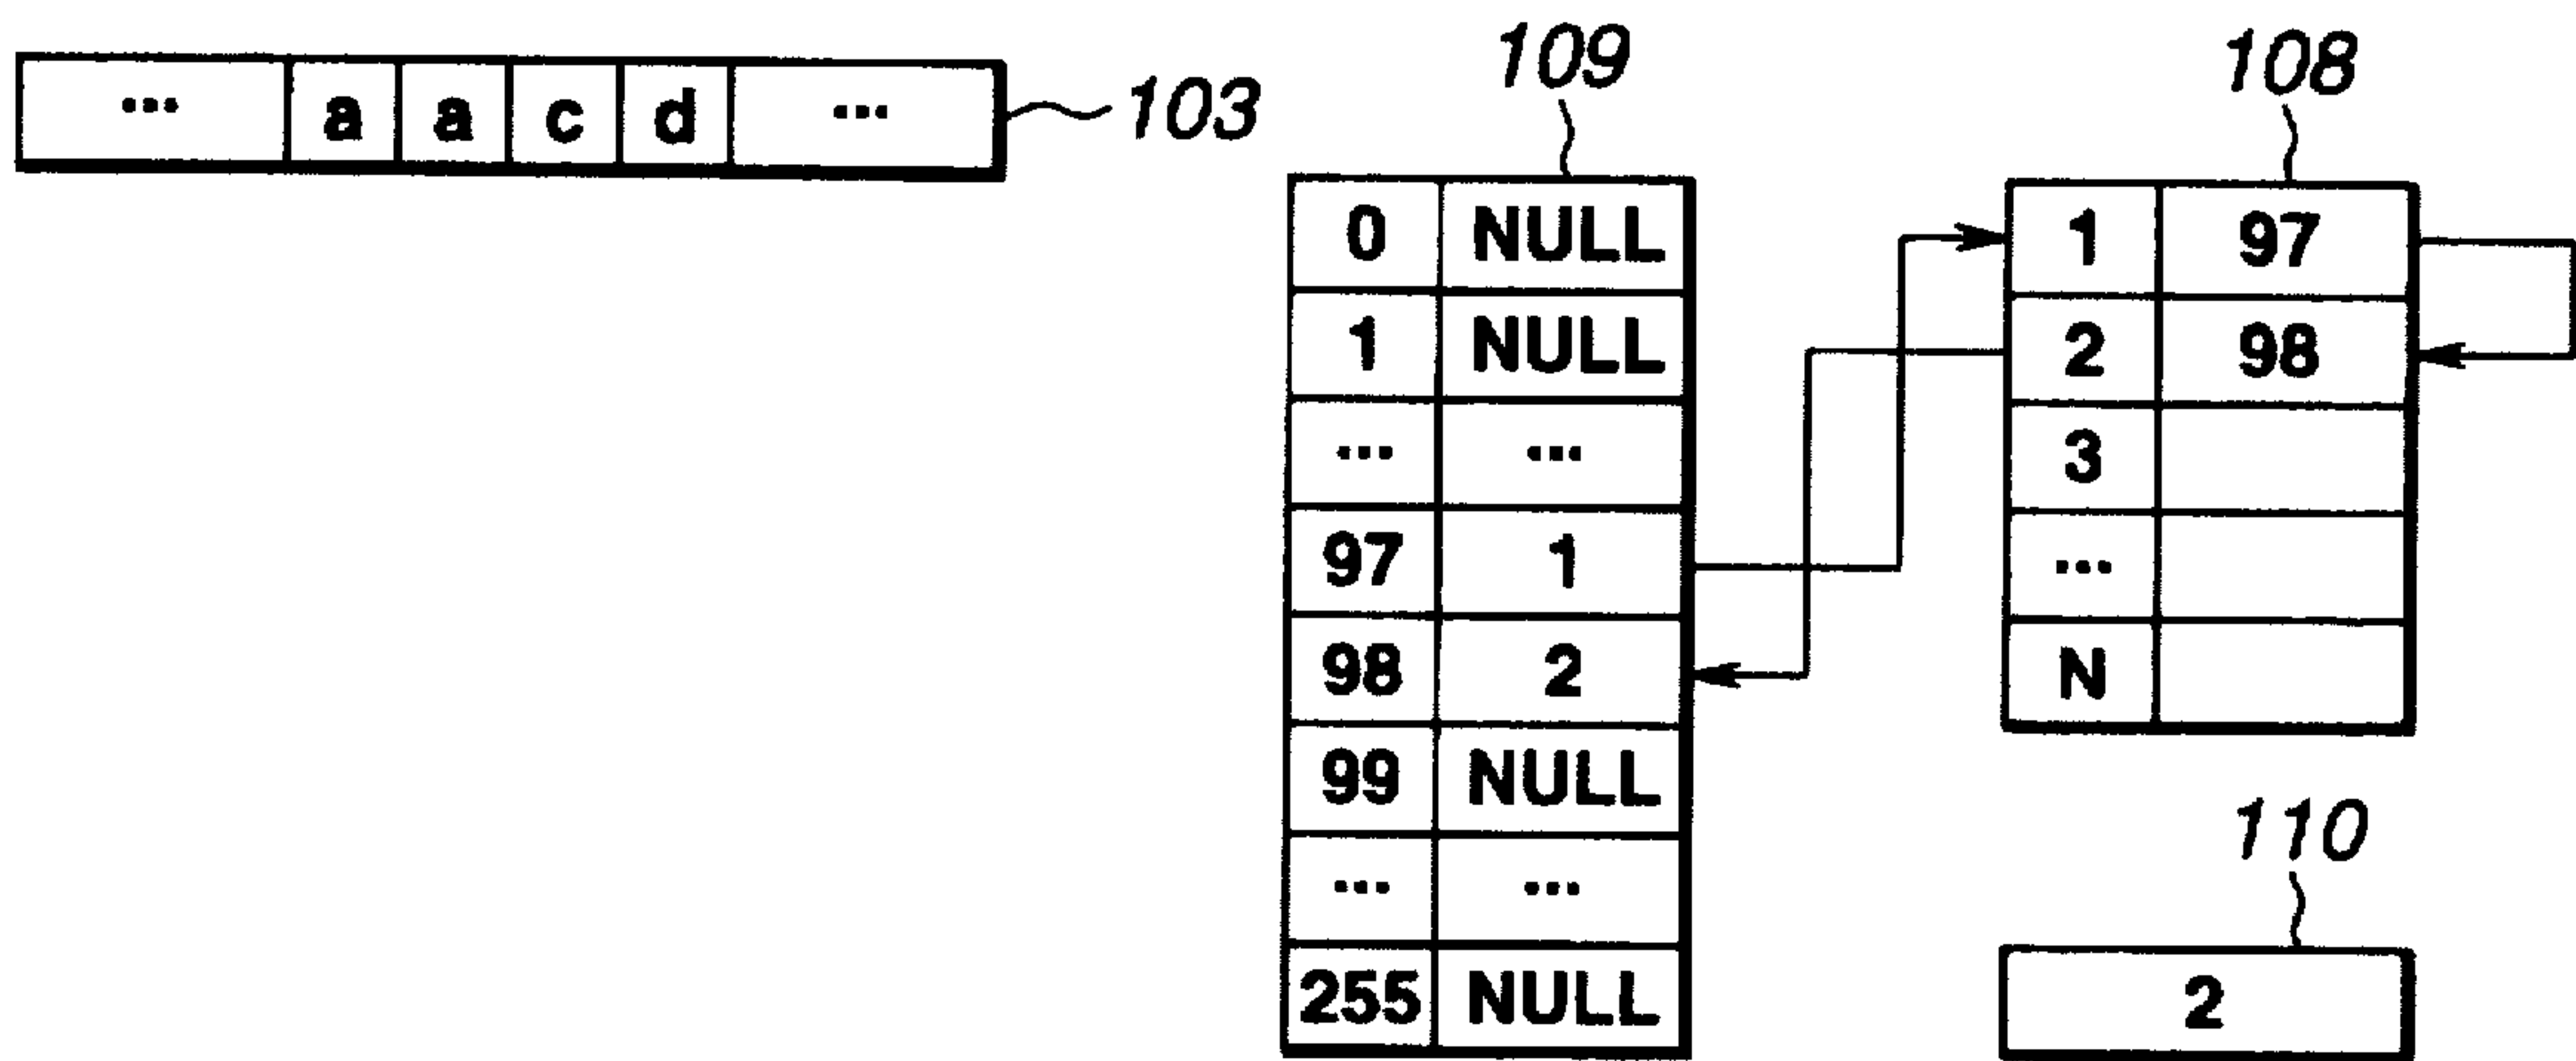 ... a a c d ... 103
109
0 NULL
1 NULL
... ...
97 1
98 2
99 NULL
... ...
255 NULL
108
1 97
2 98
3
...
N
110
2